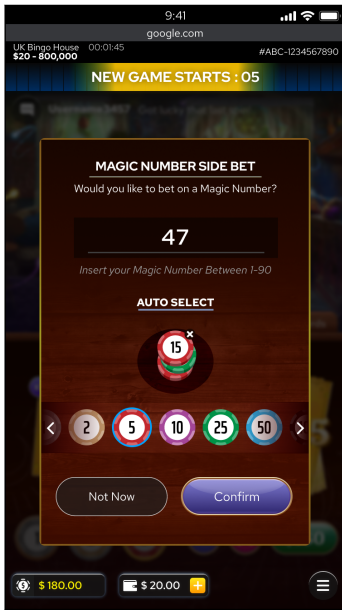 9:41
google.com
UK Bingo House 00:01:45
$20 - 800,000
#ABC-1234567890
NEW GAME STARTS : 05
MAGIC NUMBER SIDE BET
Would you like to bet on a Magic Number?
47
Insert your Magic Number Between 1-90
AUTO SELECT
15
2 5 10 25 50
Not Now Confirm
$ 180.00 $ 20.00